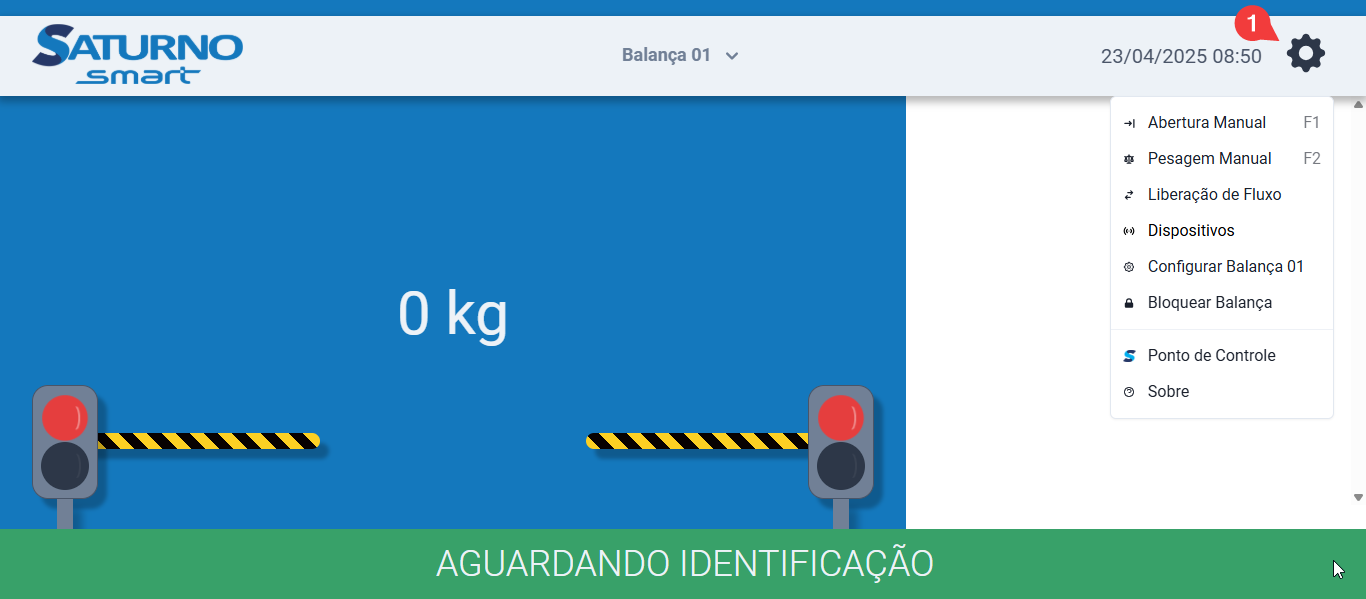 SATURNO
smart
Balança 01
23/04/2025 08:50
1
Abertura Manual F1
Pesagem Manual F2
Liberação de Fluxo
Dispositivos
Configurar Balança 01
Bloquear Balança
Ponto de Controle
Sobre
0 kg
AGUARDANDO IDENTIFICAÇÃO